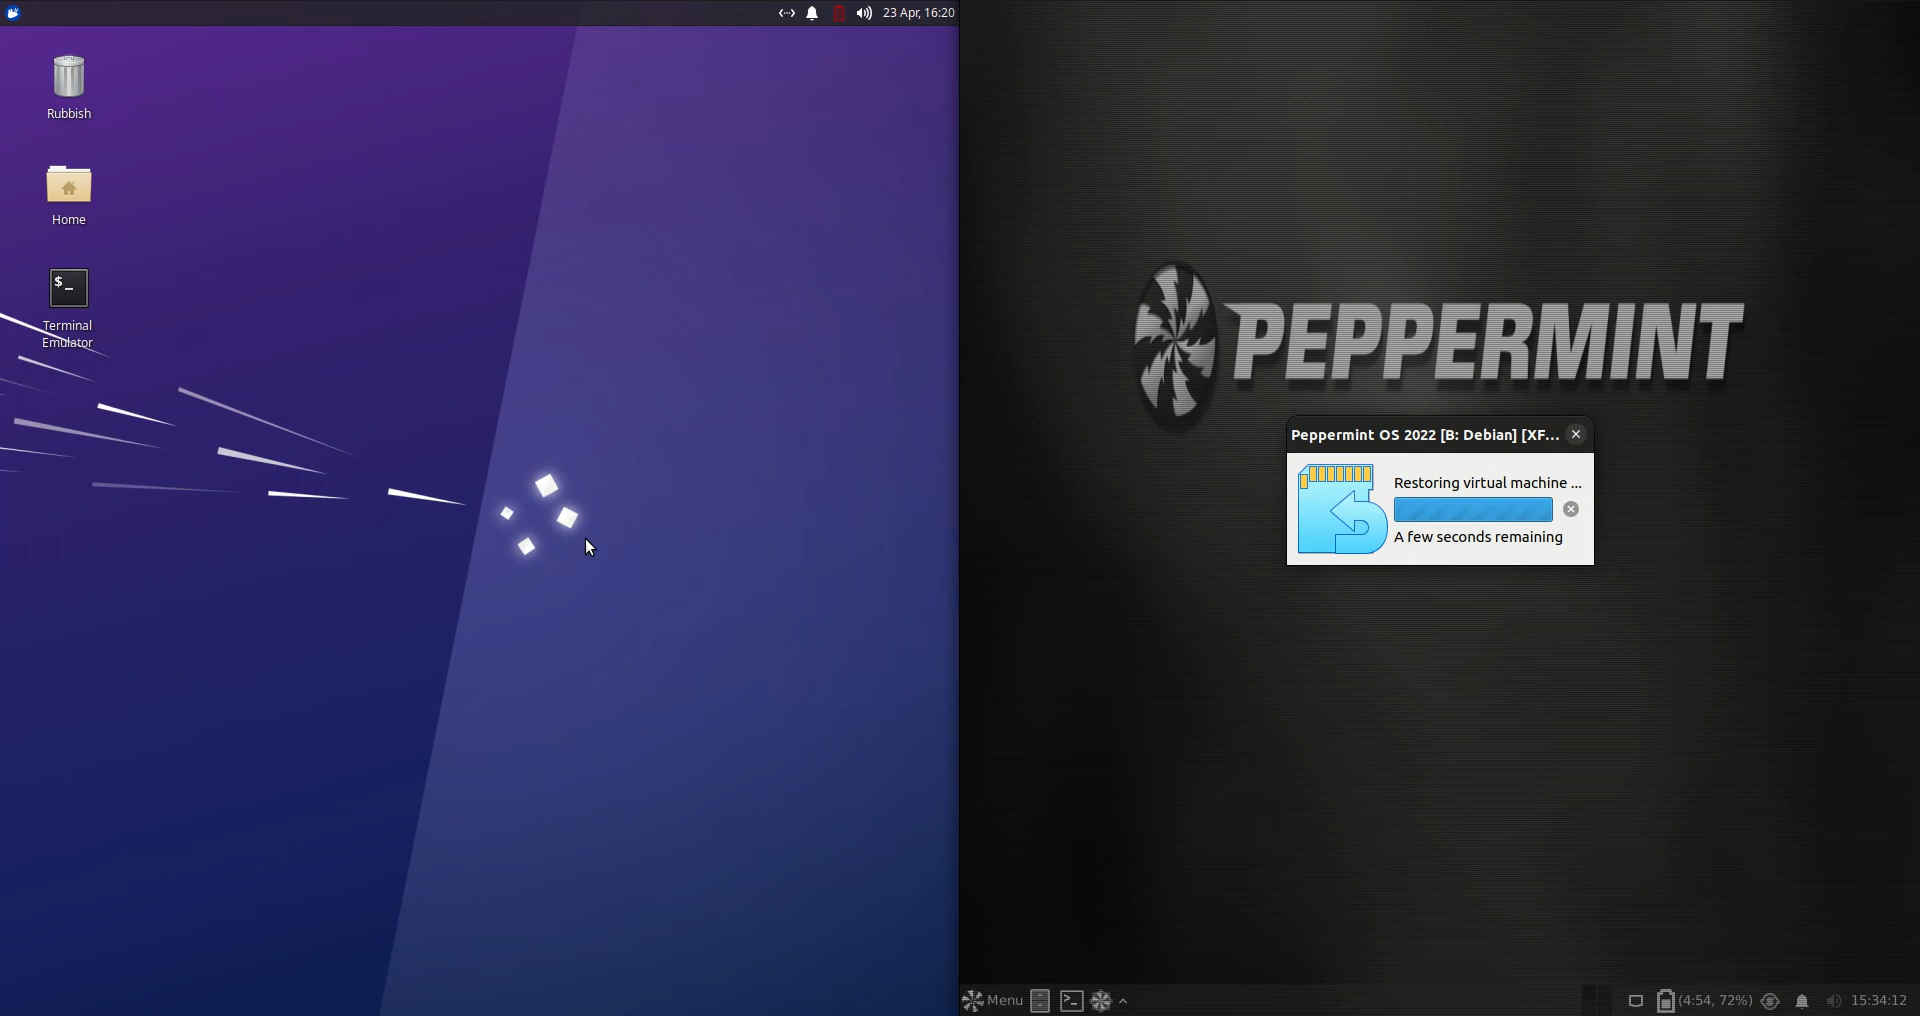 23 Apr, 16:20
Rubbish
Home
$_
Terminal
Emulator
PEPPERMINT
Peppermint OS 2022 [B: Debian] [XF...
Restoring virtual machine ...
A few seconds remaining
Menu
>_
(4:54, 72%)
15:34:12